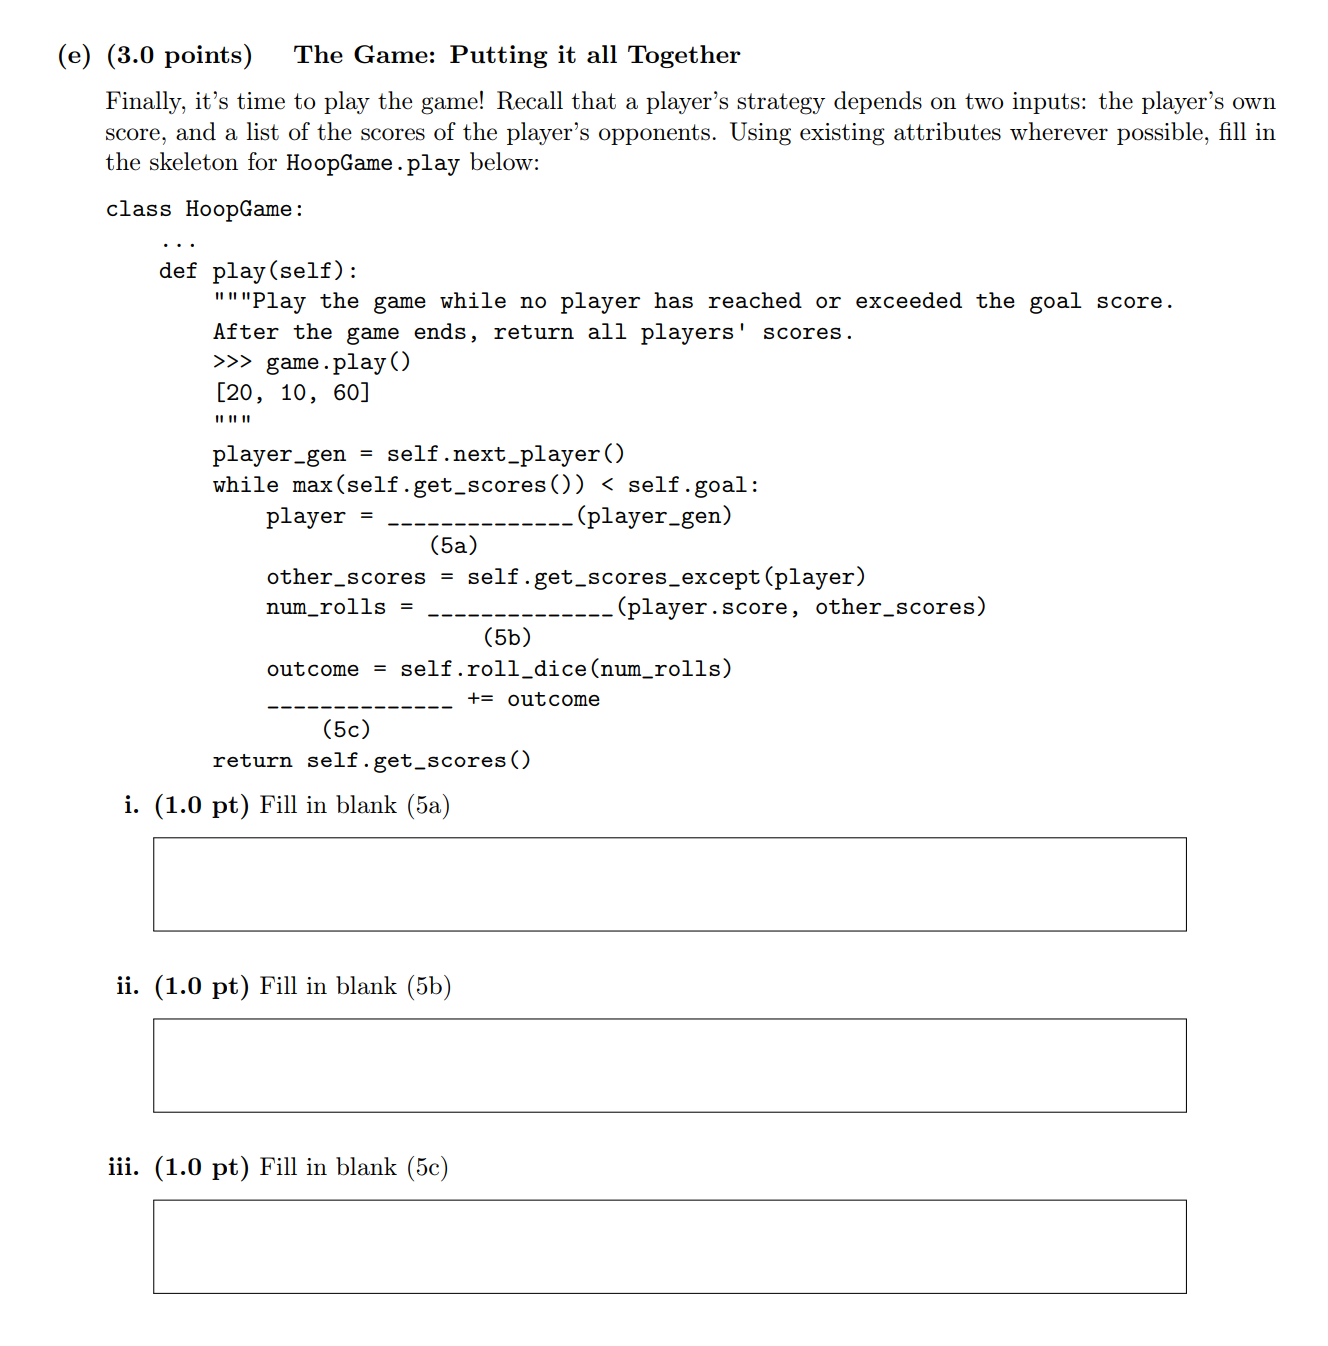 (e) (3.0 points) The Game: Putting it all Together
Finally, it's time to play the game! Recall that a player's strategy depends on two inputs: the player's own
score, and a list of the scores of the player's opponents. Using existing attributes wherever possible, fill in
the skeleton for HoopGame.play below:
class HoopGame:
    ...
    def play(self):
        """Play the game while no player has reached or exceeded the goal score.
        After the game ends, return all players' scores.
        >>> game.play()
        [20, 10, 60]
        """
        player_gen = self.next_player()
        while max(self.get_scores()) < self.goal:
            player = ______________(player_gen)
                        (5a)
            other_scores = self.get_scores_except(player)
            num_rolls = ______________(player.score, other_scores)
                            (5b)
            outcome = self.roll_dice(num_rolls)
            ______________ += outcome
                (5c)
        return self.get_scores()
i. (1.0 pt) Fill in blank (5a)
ii. (1.0 pt) Fill in blank (5b)
iii. (1.0 pt) Fill in blank (5c)